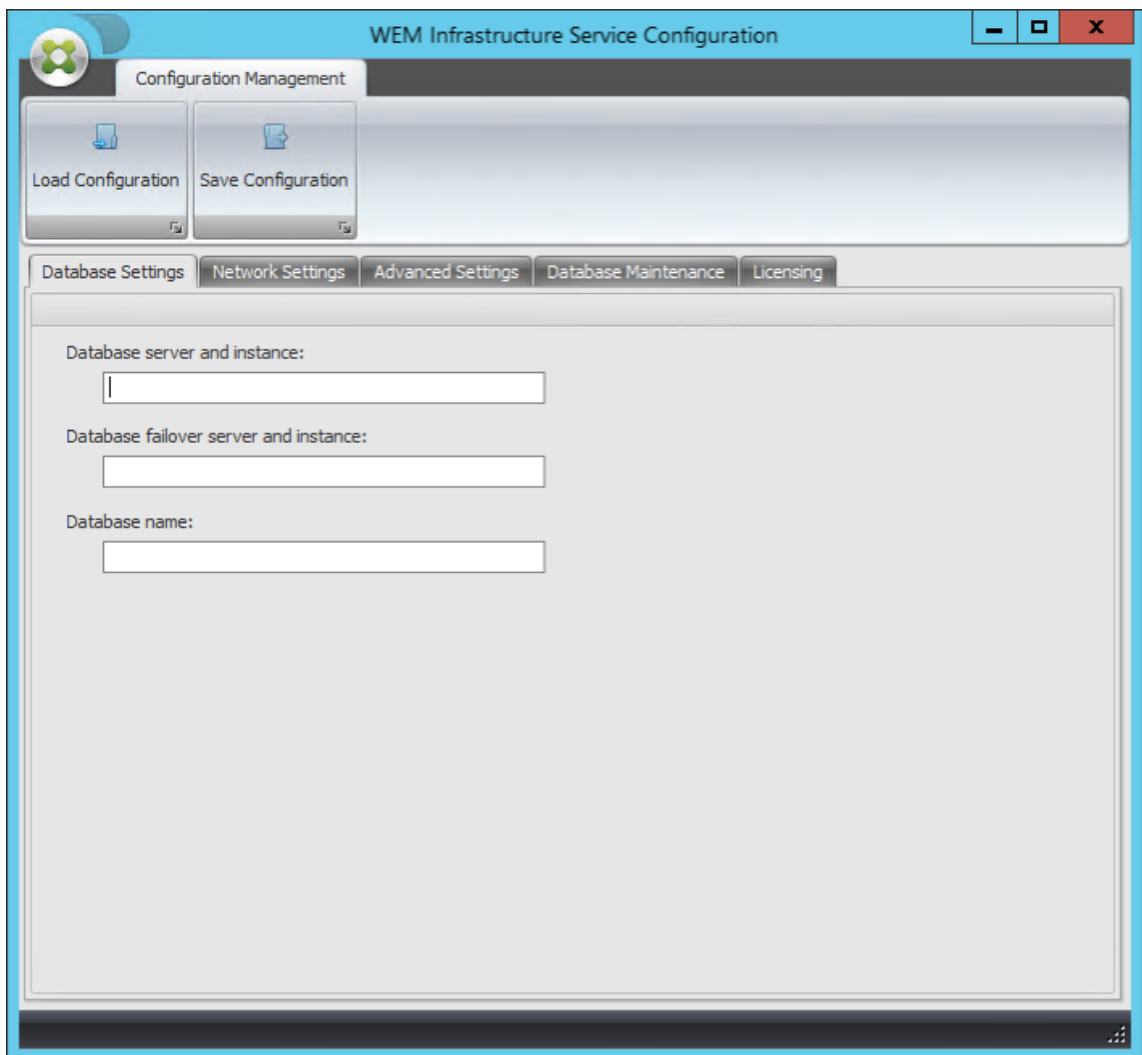 WEM Infrastructure Service Configuration
Configuration Management
Load Configuration
Save Configuration
Database Settings
Network Settings
Advanced Settings
Database Maintenance
Licensing
Database server and instance:
Database failover server and instance:
Database name: